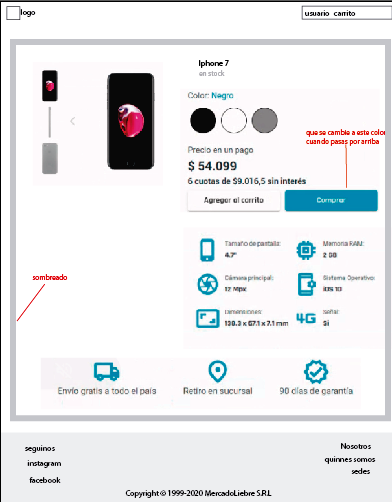 logo
usuario carrito
Iphone 7
en stock
Color: Negro
que se cambie a este color
cuando pasas por arriba
Precio en un pago
$ 54.099
6 cuotas de $9.016,5 sin interés
Agregar al carrito
Comprar
Tamaño de pantalla:
4.7"
Memoria RAM:
2 GB
Cámara principal:
12 Mpx
Sistema Operativo:
iOS 10
Dimensiones:
138.3 x 67.1 x 7.1 mm
4G
Señal:
Si
sombreado
Envío gratis a todo el país
Retiro en sucursal
90 días de garantía
seguinos
instagram
facebook
Nosotros
quinnes somos
sedes
Copyright © 1999-2020 MercadoLiebre S.R.L